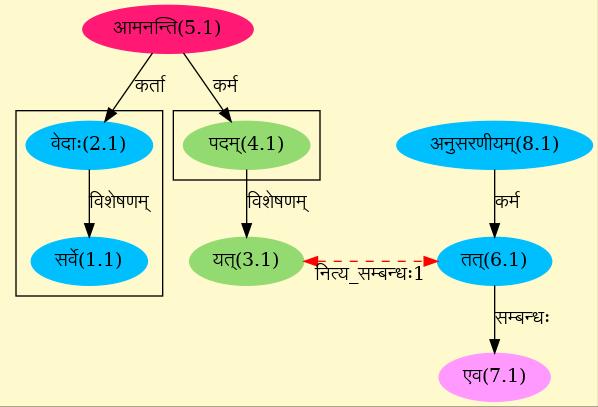 आमनन्ति(5.1)
कर्ता कर्म
वेदाः(2.1) पदम्(4.1) अनुसरणीयम्(8.1)
विशेषणम् विशेषणम् कर्म
सर्वे(1.1) यत्(3.1) नित्य_सम्बन्धः1 तत्(6.1)
सम्बन्धः
एव(7.1)